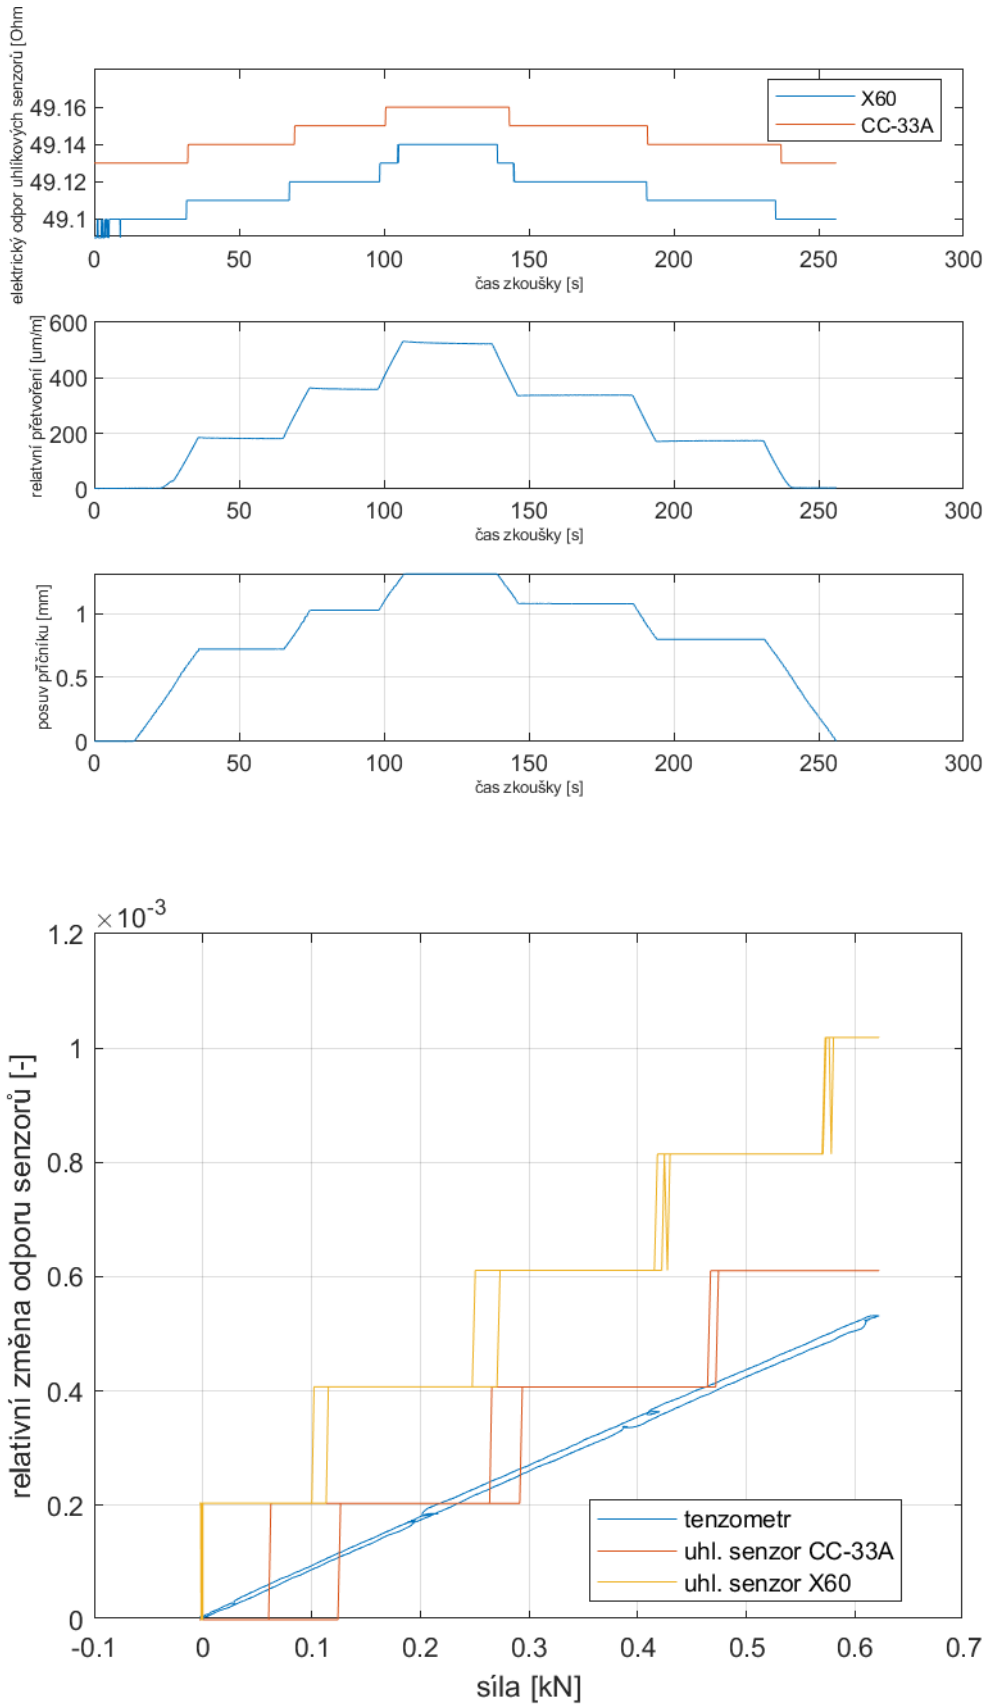 elektrický odpor uhlíkových senzorů [Ohm
49.16
49.14
49.12
49.1
X60
CC-33A
0 50 100 150 200 250 300
čas zkoušky [s]
relatvní přetvoření [um/m]
600
400
200
0
0 50 100 150 200 250 300
čas zkoušky [s]
posuv příčníku [mm]
1
0.5
0
0 50 100 150 200 250 300
čas zkoušky [s]
×10-3
relativní změna odporu senzorů [-]
1.2
1
0.8
0.6
0.4
0.2
0
tenzometr
uhl. senzor CC-33A
uhl. senzor X60
-0.1 0 0.1 0.2 0.3 0.4 0.5 0.6 0.7
síla [kN]